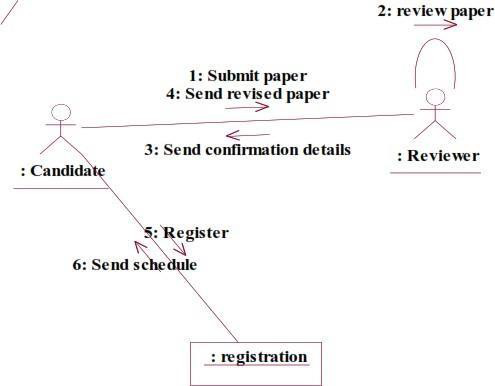 2: review paper
1: Submit paper
4: Send revised paper
3: Send confirmation details
: Candidate
: Reviewer
5: Register
6: Send schedule
: registration